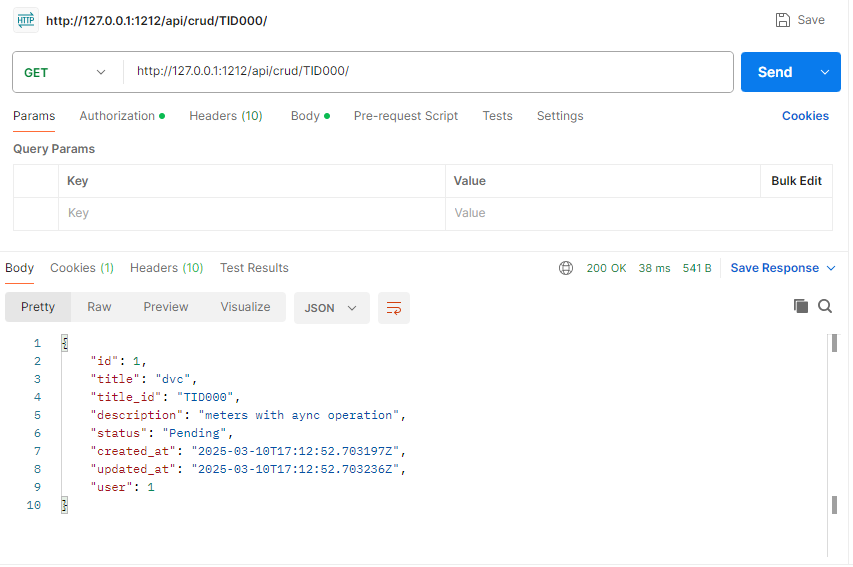 HTTP http://127.0.0.1:1212/api/crud/TID000/ Save
GET http://127.0.0.1:1212/api/crud/TID000/ Send
Params Authorization Headers (10) Body Pre-request Script Tests Settings Cookies
Query Params
Key Value Bulk Edit
Key Value
Body Cookies (1) Headers (10) Test Results 200 OK 38 ms 541 B Save Response
Pretty Raw Preview Visualize JSON
1 {
2 "id": 1,
3 "title": "dvc",
4 "title_id": "TID000",
5 "description": "meters with aync operation",
6 "status": "Pending",
7 "created_at": "2025-03-10T17:12:52.703197Z",
8 "updated_at": "2025-03-10T17:12:52.703236Z",
9 "user": 1
10 }